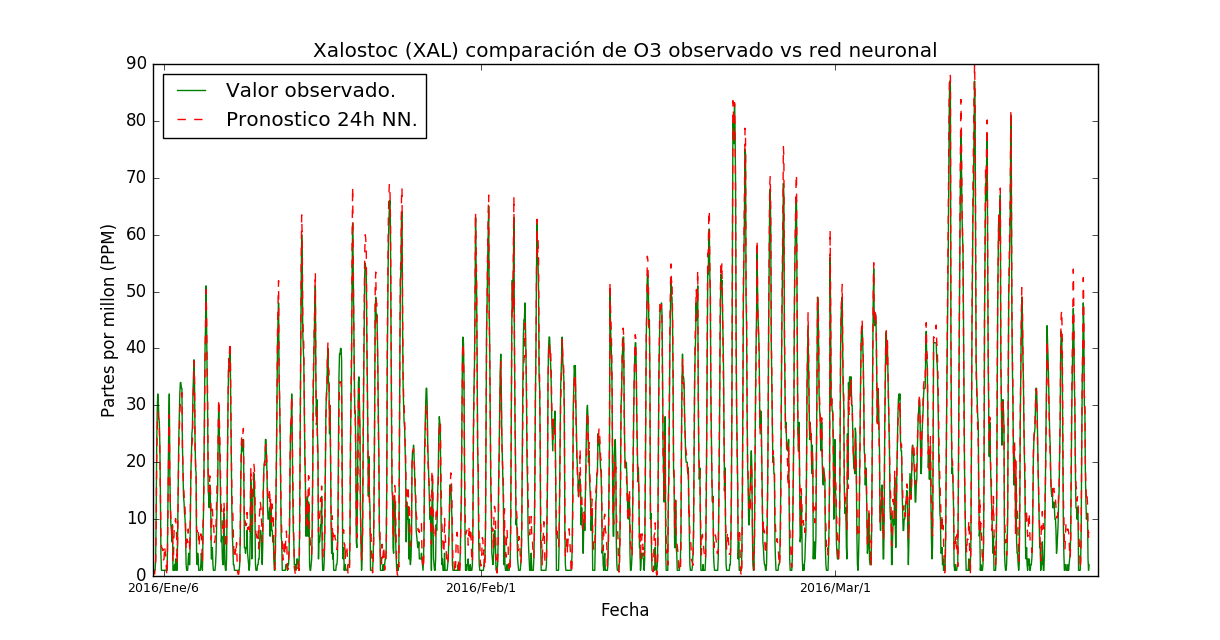 Xalostoc (XAL) comparación de O3 observado vs red neuronal
Valor observado.
Pronostico 24h NN.
Partes por millon (PPM)
90
80
70
60
50
40
30
20
10
0
2016/Ene/6
2016/Feb/1
2016/Mar/1
Fecha